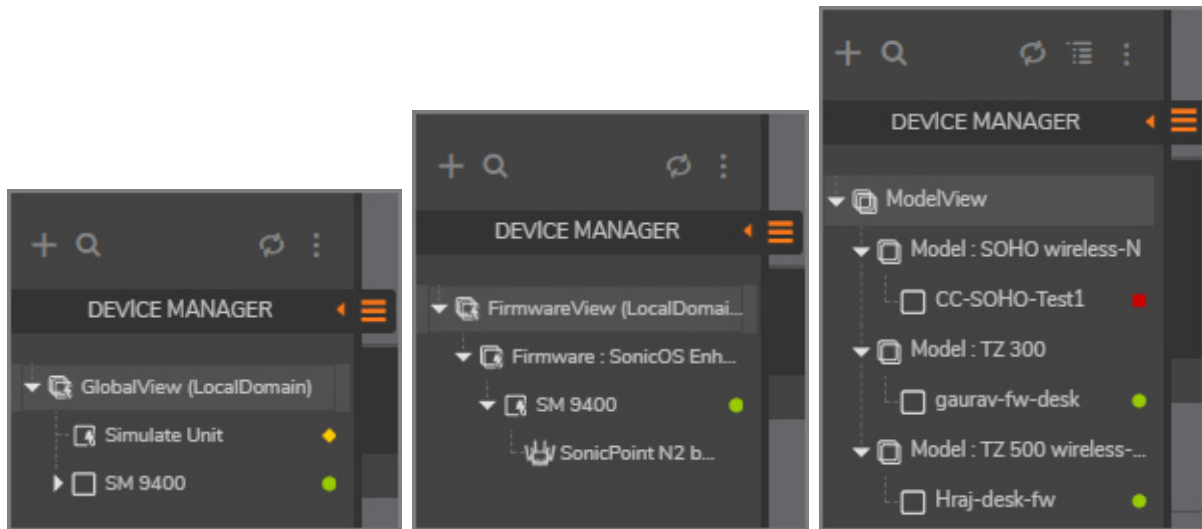 DEVICE MANAGER
GlobalView (LocalDomain)
Simulate Unit
SM 9400
DEVICE MANAGER
FirmwareView (LocalDomai...
Firmware : SonicOS Enh...
SM 9400
SonicPoint N2 b...
DEVICE MANAGER
ModelView
Model : SOHO wireless-N
CC-SOHO-Test1
Model : TZ 300
gaurav-fw-desk
Model : TZ 500 wireless-...
Hraj-desk-fw